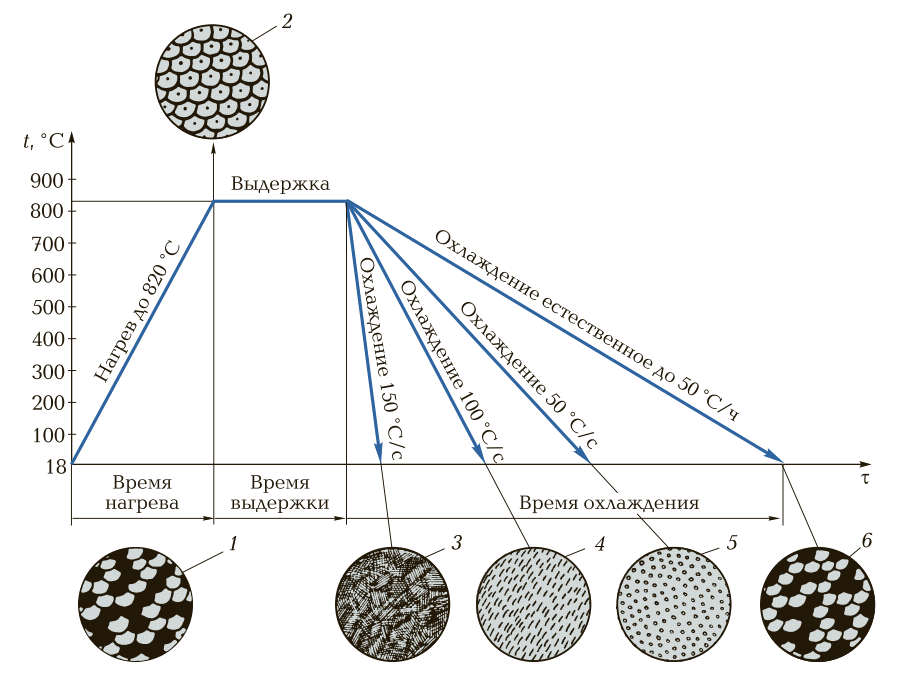 2
t, °C
900
800
700
600
500
400
300
200
100
18
Выдержка
Нагрев до 820 °C
Охлаждение 150 °C/с
Охлаждение 100 °C/с
Охлаждение 50 °C/с
Охлаждение естественное до 50 °C/ч
τ
Время
нагрева
Время
выдержки
Время охлаждения
1
3
4
5
6